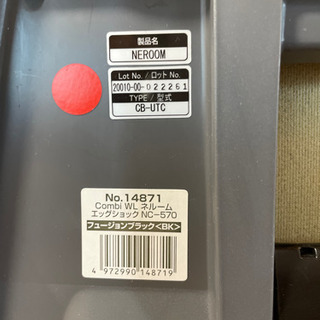 製品名
NEROOM
Lot No. / ロット No.
20010-00-022261
TYPE / 型式
CB-UTC
No.14871
Combi WL ネルーム
エッグショック NC-570
フュージョンブラック<BK>
4 972990 148719